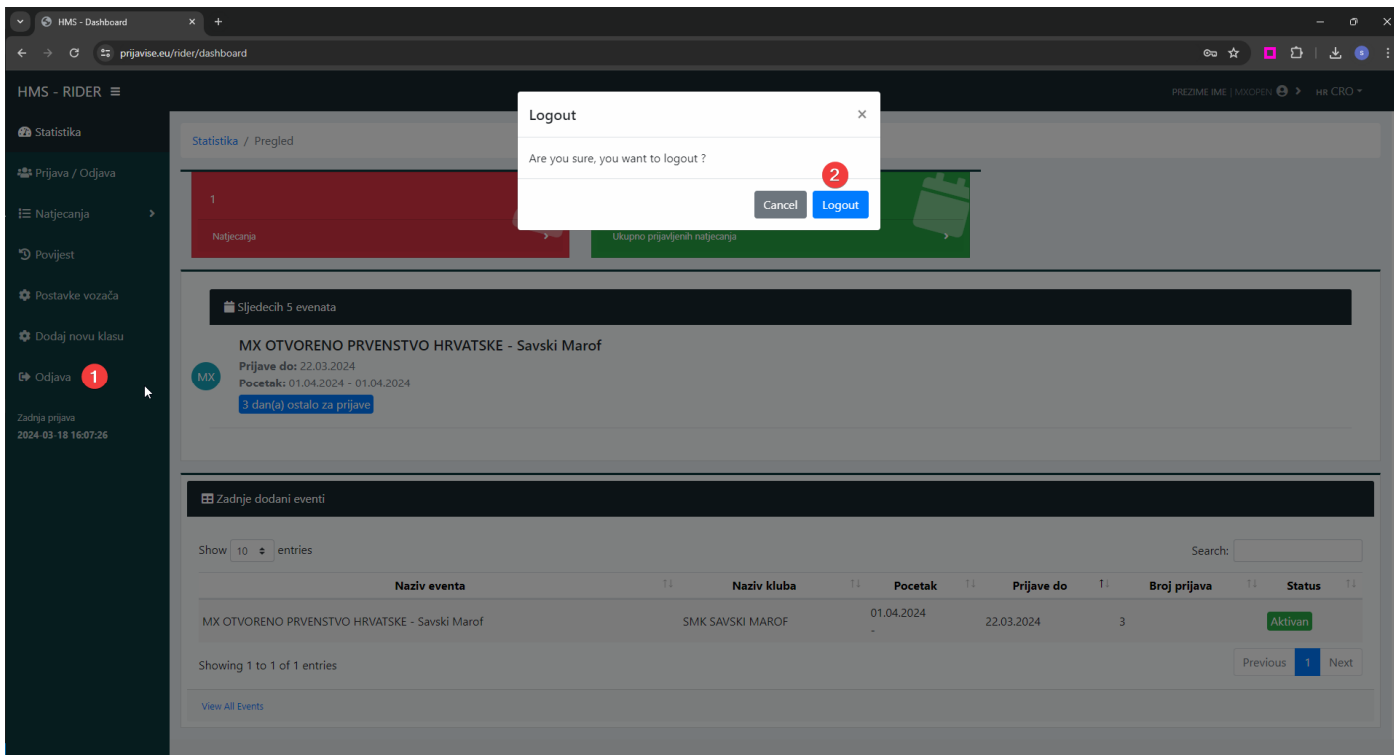 HMS - Dashboard
prijavise.eu/rider/dashboard
s
HMS - RIDER
PREZIME IME | MXOPEN
HR CRO
Statistika
Prijava / Odjava
Natjecanja
Povijest
Postavke vozača
Dodaj novu klasu
Odjava
1
Zadnja prijava
2024-03-18 16:07:26
Statistika / Pregled
Logout
Are you sure, you want to logout ?
2
Cancel
Logout
1
Natjecanja
Ukupno prijavljenih natjecanja
Sljedecih 5 evenata
MX
MX OTVORENO PRVENSTVO HRVATSKE - Savski Marof
Prijave do: 22.03.2024
Pocetak: 01.04.2024 - 01.04.2024
3 dan(a) ostalo za prijave
Zadnje dodani eventi
Show 10 entries
Search:
Naziv eventa Naziv kluba Pocetak Prijave do Broj prijava Status
MX OTVORENO PRVENSTVO HRVATSKE - Savski Marof SMK SAVSKI MAROF 01.04.2024 - 22.03.2024 3 Aktivan
Showing 1 to 1 of 1 entries
Previous 1 Next
View All Events